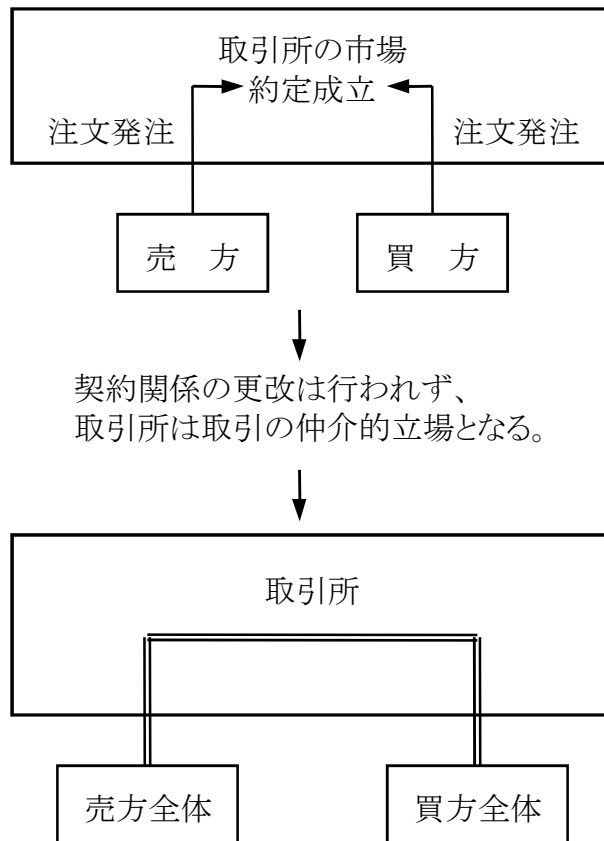 取引所の市場
約定成立
注文発注 注文発注
売　方 買　方
契約関係の更改は行われず、
取引所は取引の仲介的立場となる。
取引所
売方全体 買方全体